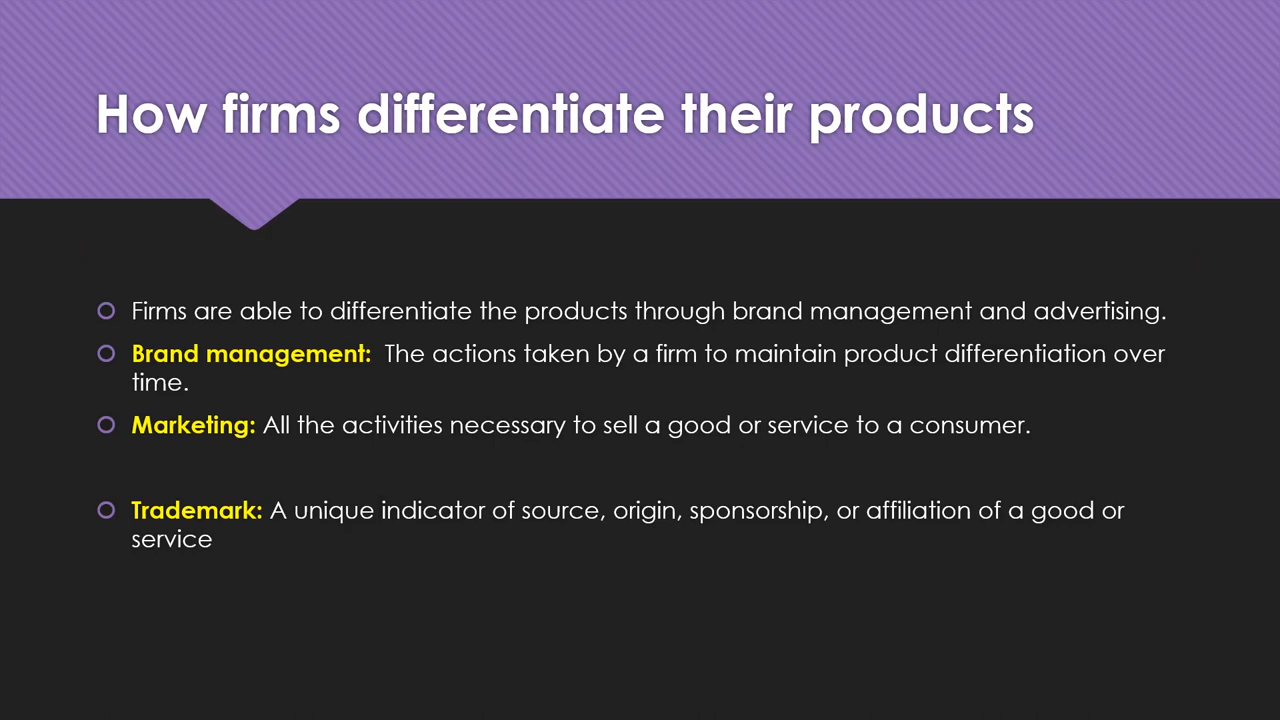 How firms differentiate their products
Firms are able to differentiate the products through brand management and advertising.
Brand management:  The actions taken by a firm to maintain product differentiation over
time.
Marketing: All the activities necessary to sell a good or service to a consumer.
Trademark: A unique indicator of source, origin, sponsorship, or affiliation of a good or
service